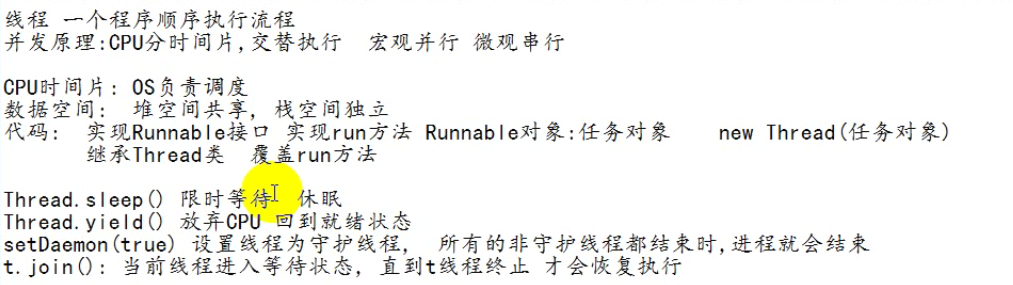 线程 一个程序顺序执行流程
并发原理:CPU分时间片,交替执行 宏观并行 微观串行
CPU时间片: OS负责调度
数据空间: 堆空间共享, 栈空间独立
代码: 实现Runnable接口 实现run方法 Runnable对象:任务对象 new Thread(任务对象)
继承Thread类 覆盖run方法
Thread.sleep() 限时等待 休眠
Thread.yield() 放弃CPU 回到就绪状态
setDaemon(true) 设置线程为守护线程, 所有的非守护线程都结束时,进程就会结束
t.join(): 当前线程进入等待状态, 直到t线程终止 才会恢复执行